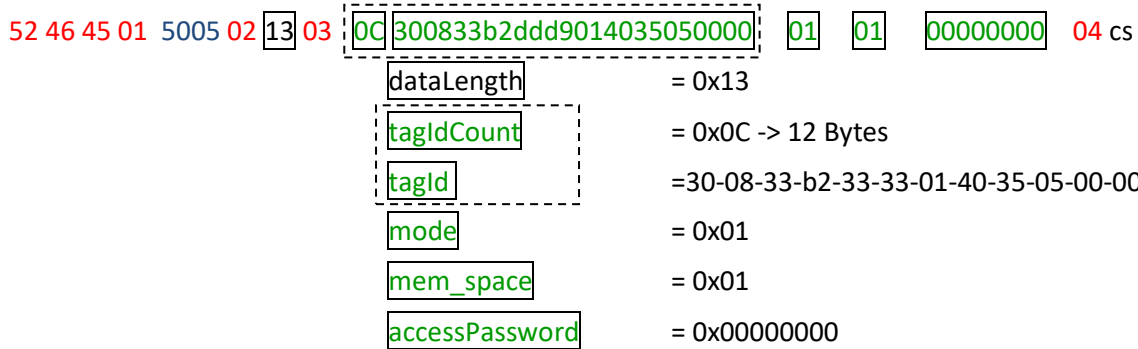 52 46 45 01 5005 02 13 03 0C 300833b2ddd9014035050000 01 01 00000000 04 cs
dataLength = 0x13
tagIdCount = 0x0C -> 12 Bytes
tagId =30-08-33-b2-33-33-01-40-35-05-00-00
mode = 0x01
mem_space = 0x01
accessPassword = 0x00000000